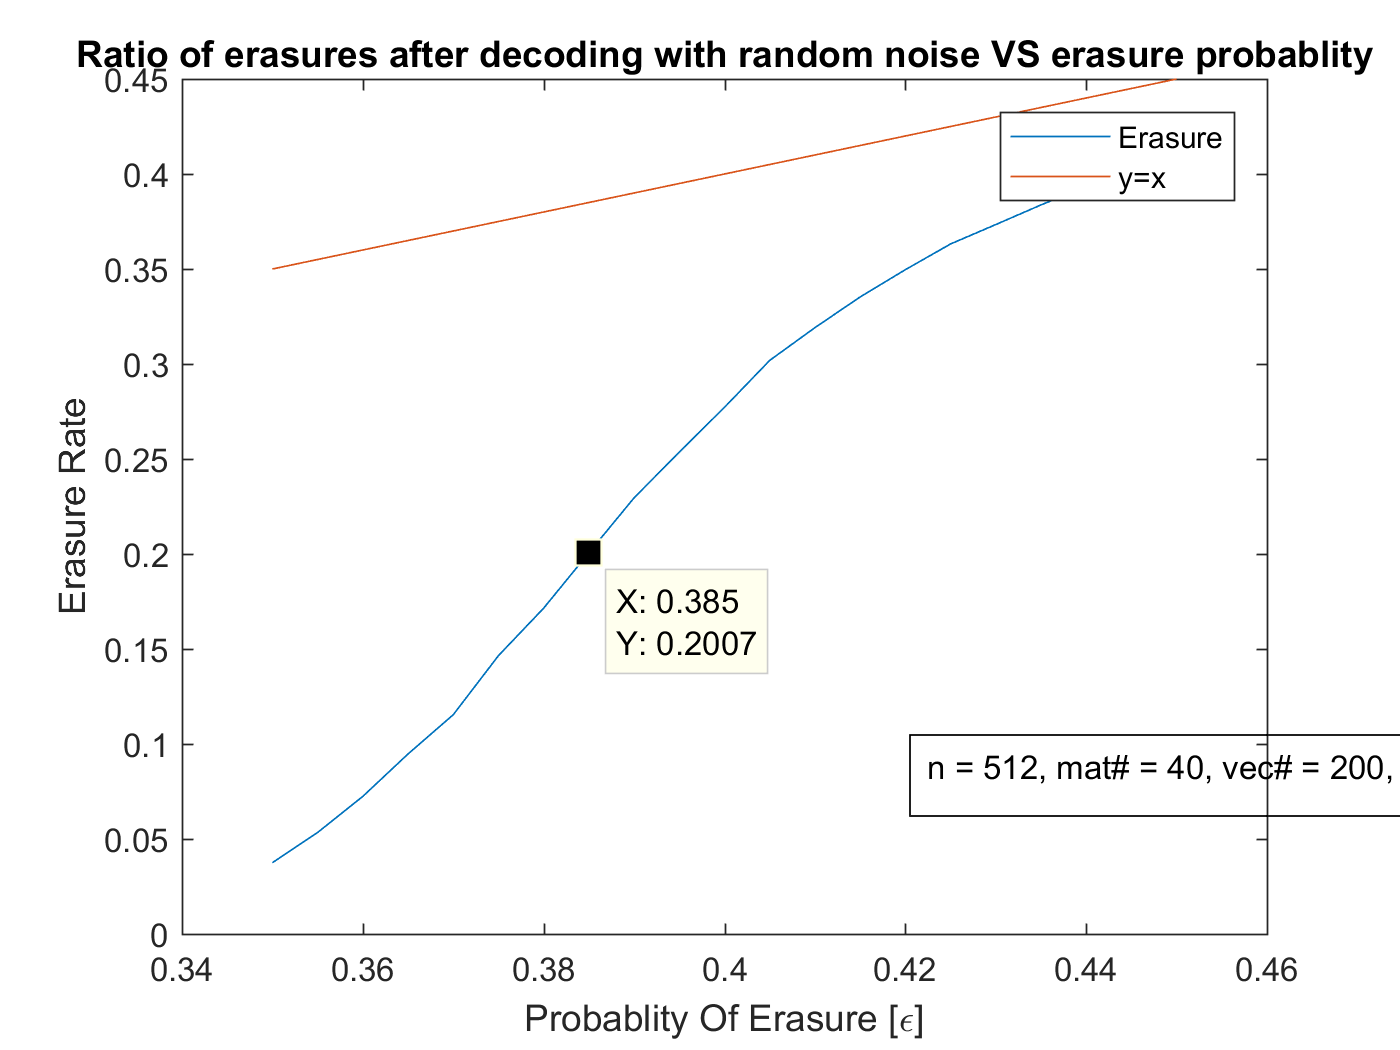 Ratio of erasures after decoding with random noise VS erasure probablity
0.45
0.4
0.35
0.3
0.25
0.2
0.15
0.1
0.05
0
Erasure Rate
Erasure
y=x
X: 0.385
Y: 0.2007
n = 512, mat# = 40, vec# = 200,
0.34 0.36 0.38 0.4 0.42 0.44 0.46
Probablity Of Erasure [ϵ]